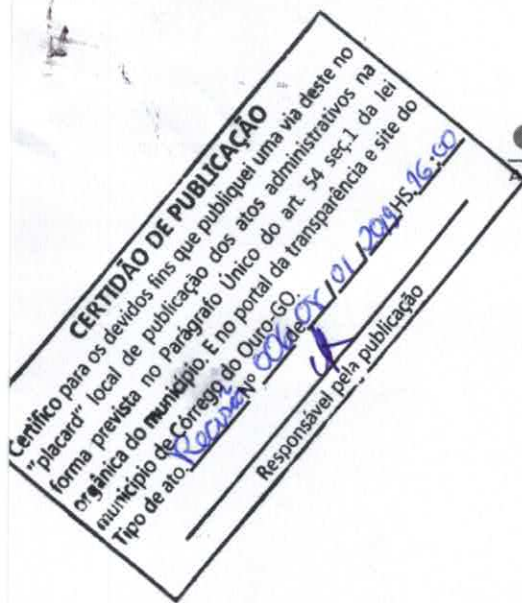 CERTIDÃO DE PUBLICAÇÃO
Certifico para os devidos fins que publiquei uma via deste no
"placard" local de publicação dos atos administrativos na
forma prevista no Parágrafo Único do art. 54 seç.1 da lei
orgânica do município. E no portal da transparência e site do
município de Córrego do Ouro-GO.
Tipo de ato Nº 006 de 08 / 01 / 2019 HS. 16:00
Responsável pela publicação